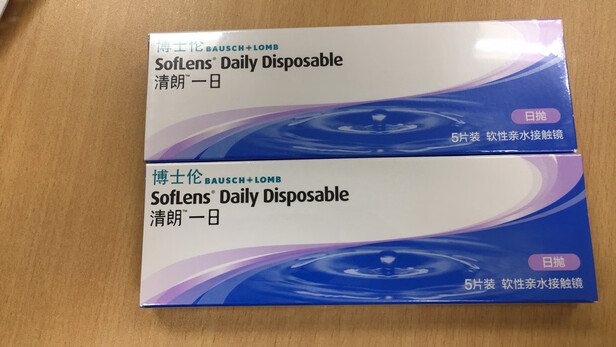 博士伦 BAUSCH+LOMB
SofLens® Daily Disposable
清朗™一日
日抛
5片装 软性亲水接触镜
博士伦 BAUSCH+LOMB
SofLens® Daily Disposable
清朗™一日
日抛
5片装 软性亲水接触镜